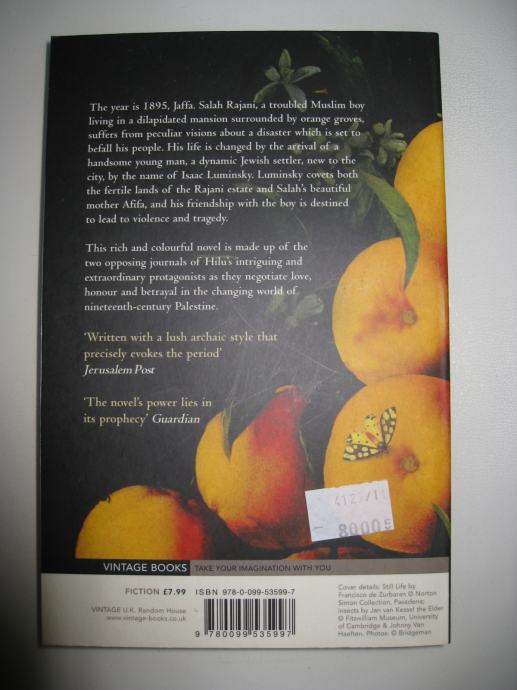 The year is 1895, Jaffa. Salah Rajani, a troubled Muslim boy
living in a dilapidated mansion surrounded by orange groves,
suffers from peculiar visions about a disaster which is set to
befall his people. His life is changed by the arrival of a
handsome young man, a dynamic Jewish settler, new to the
city, by the name of Isaac Luminsky. Luminsky covets both
the fertile lands of the Rajani estate and Salah's beautiful
mother Afifa, and his friendship with the boy is destined
to lead to violence and tragedy.
This rich and colourful novel is made up of the
two opposing journals of Hilu's intriguing and
extraordinary protagonists as they negotiate love,
honour and betrayal in the changing world of
nineteenth-century Palestine.
'Written with a lush archaic style that
precisely evokes the period'
Jerusalem Post
'The novel's power lies in
its prophecy' Guardian
80005
VINTAGE BOOKS TAKE YOUR IMAGINATION WITH YOU
FICTION £7.99 ISBN 978-0-099-53599-7
VINTAGE U.K. Random House
www.vintage-books.co.uk
9 780099 535997
Cover details: Still Life by
Francisco de Zurbaran © Norton
Simon Collection, Pasadena;
insects by Jan van Kessel the Elder
© Fitzwilliam Museum, University
of Cambridge & Johnny Van
Haeften. Photos: © Bridgeman